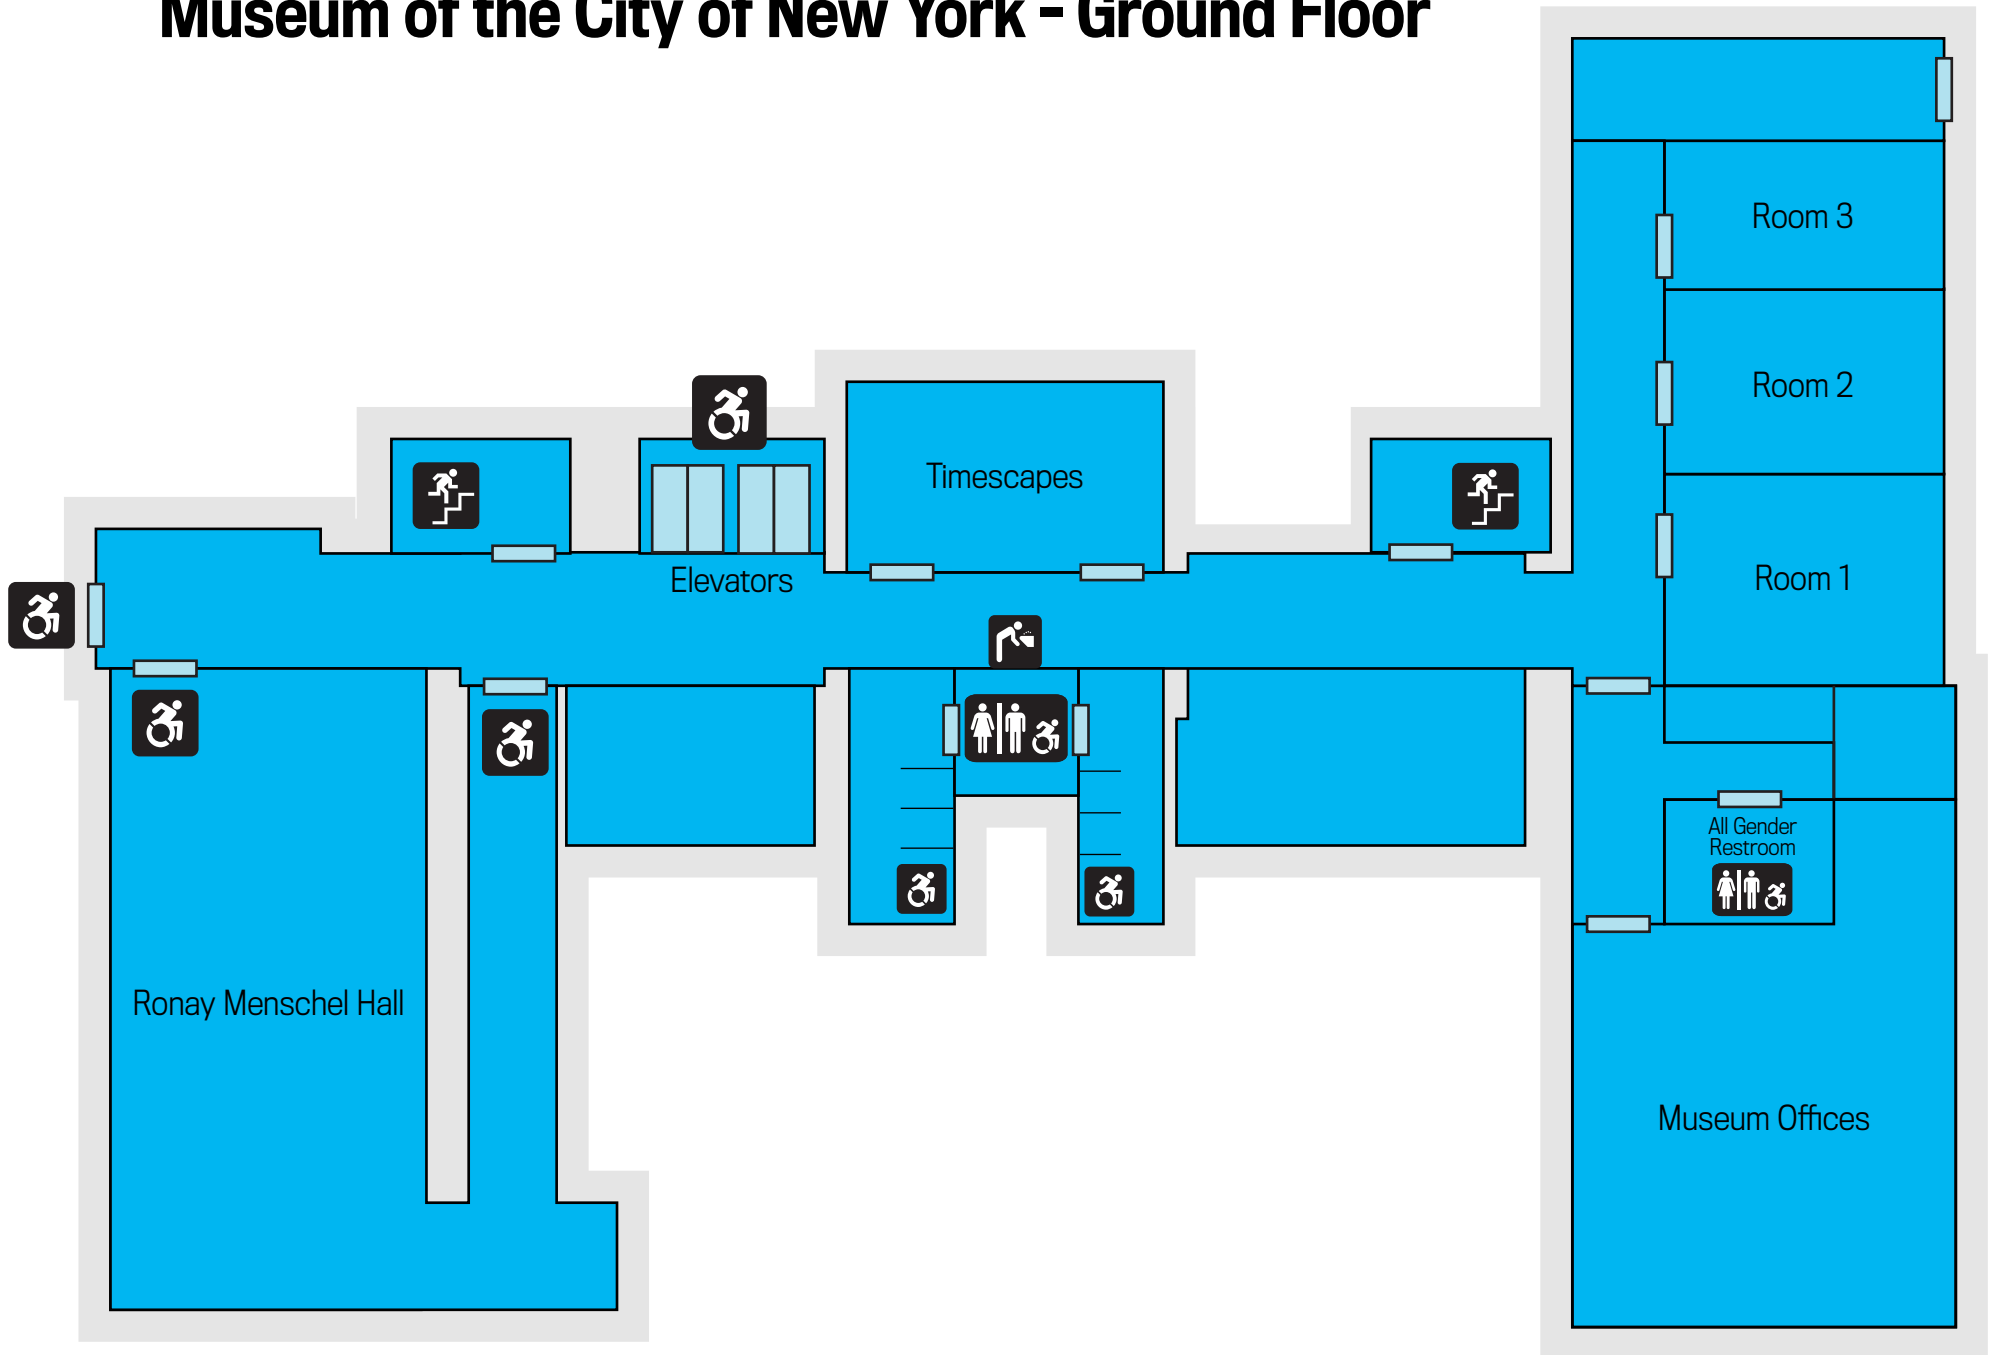 Museum of the City of New York - Ground Floor
Room 3
Room 2
Timescapes
Room 1
Elevators
All Gender
Restroom
Ronay Menschel Hall
Museum Offices